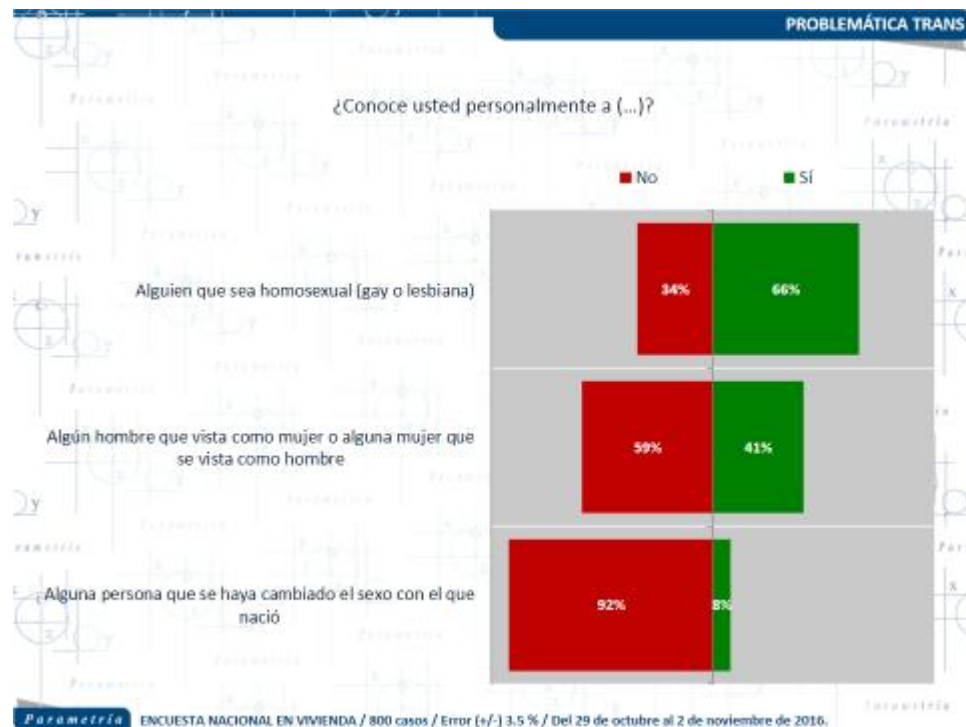 PROBLEMÁTICA TRANS
¿Conoce usted personalmente a (...)?
No
Sí
Alguien que sea homosexual (gay o lesbiana)
34%
66%
Algún hombre que vista como mujer o alguna mujer que
se vista como hombre
59%
41%
Alguna persona que se haya cambiado el sexo con el que
nació
92%
8%
Parametría
ENCUESTA NACIONAL EN VIVIENDA / 800 casos / Error (+/-) 3.5 % / Del 29 de octubre al 2 de noviembre de 2016.